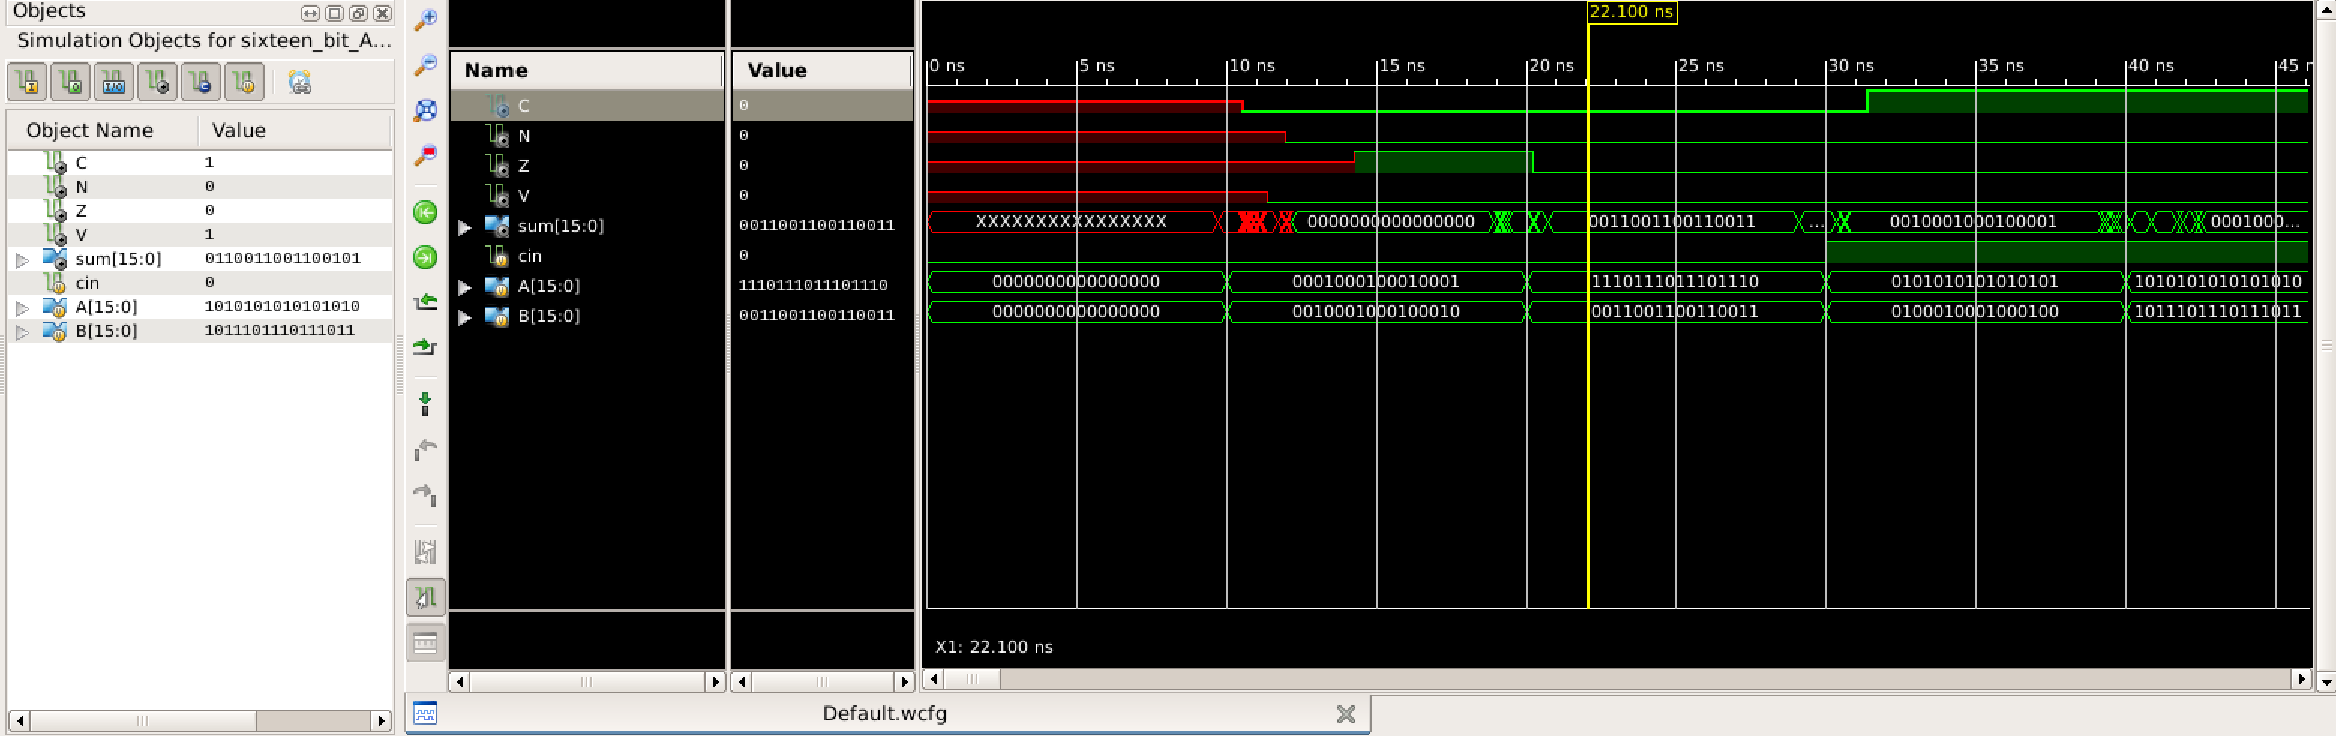 Objects
Simulation Objects for sixteen_bit_A...
Object Name Value
C 1
N 0
Z 0
V 1
sum[15:0] 0110011001100101
cin 0
A[15:0] 1010101010101010
B[15:0] 1011101110111011
Name Value
C 0
N 0
Z 0
V 0
sum[15:0] 0011001100110011
cin 0
A[15:0] 1110111011101110
B[15:0] 0011001100110011
22.100 ns
0 ns 5 ns 10 ns 15 ns 20 ns 25 ns 30 ns 35 ns 40 ns 45 n
XXXXXXXXXXXXXXXX 0000000000000000 0011001100110011 ... 0010001000100001 0001000...
0000000000000000 0001000100010001 1110111011101110 0101010101010101 1010101010101010
0000000000000000 0010001000100010 0011001100110011 0100010001000100 1011101110111011
X1: 22.100 ns
Default.wcfg